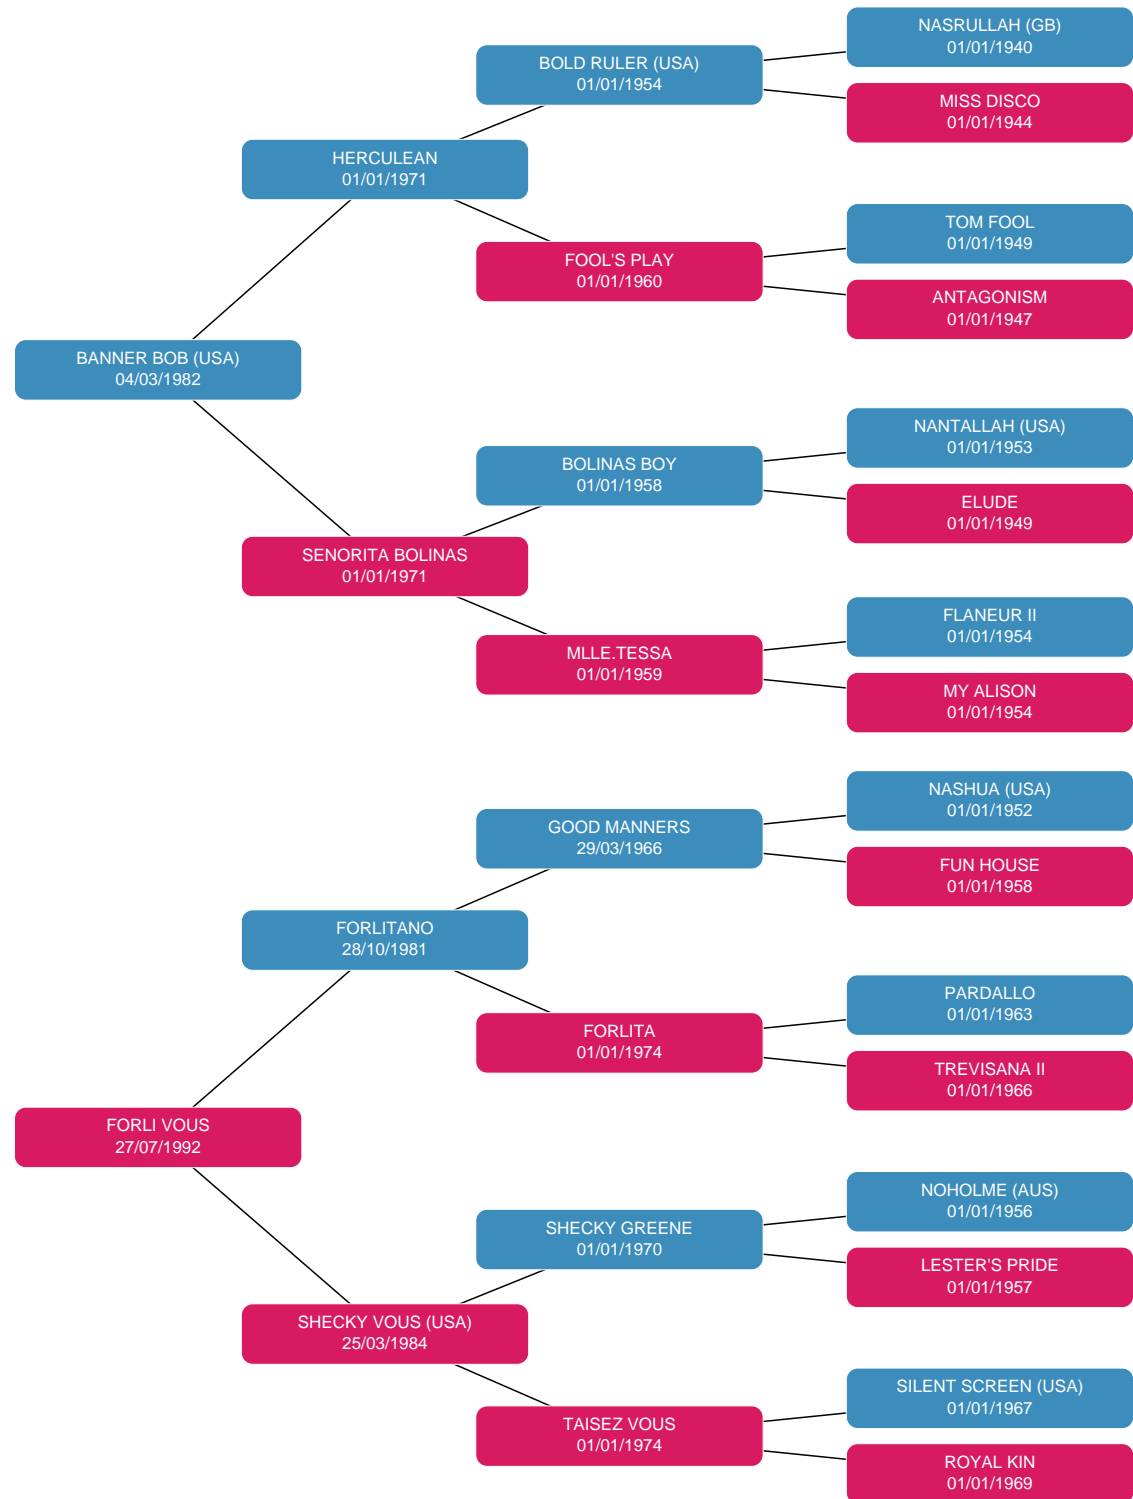 NASRULLAH (GB)
01/01/1940
BOLD RULER (USA)
01/01/1954
MISS DISCO
01/01/1944
HERCULEAN
01/01/1971
TOM FOOL
01/01/1949
FOOL'S PLAY
01/01/1960
ANTAGONISM
01/01/1947
BANNER BOB (USA)
04/03/1982
NANTALLAH (USA)
01/01/1953
BOLINAS BOY
01/01/1958
ELUDE
01/01/1949
SENORITA BOLINAS
01/01/1971
FLANEUR II
01/01/1954
MLLE.TESSA
01/01/1959
MY ALISON
01/01/1954
NASHUA (USA)
01/01/1952
GOOD MANNERS
29/03/1966
FUN HOUSE
01/01/1958
FORLITANO
28/10/1981
PARDALLO
01/01/1963
FORLITA
01/01/1974
TREVISANA II
01/01/1966
FORLI VOUS
27/07/1992
NOHOLME (AUS)
01/01/1956
SHECKY GREENE
01/01/1970
LESTER'S PRIDE
01/01/1957
SHECKY VOUS (USA)
25/03/1984
SILENT SCREEN (USA)
01/01/1967
TAISEZ VOUS
01/01/1974
ROYAL KIN
01/01/1969